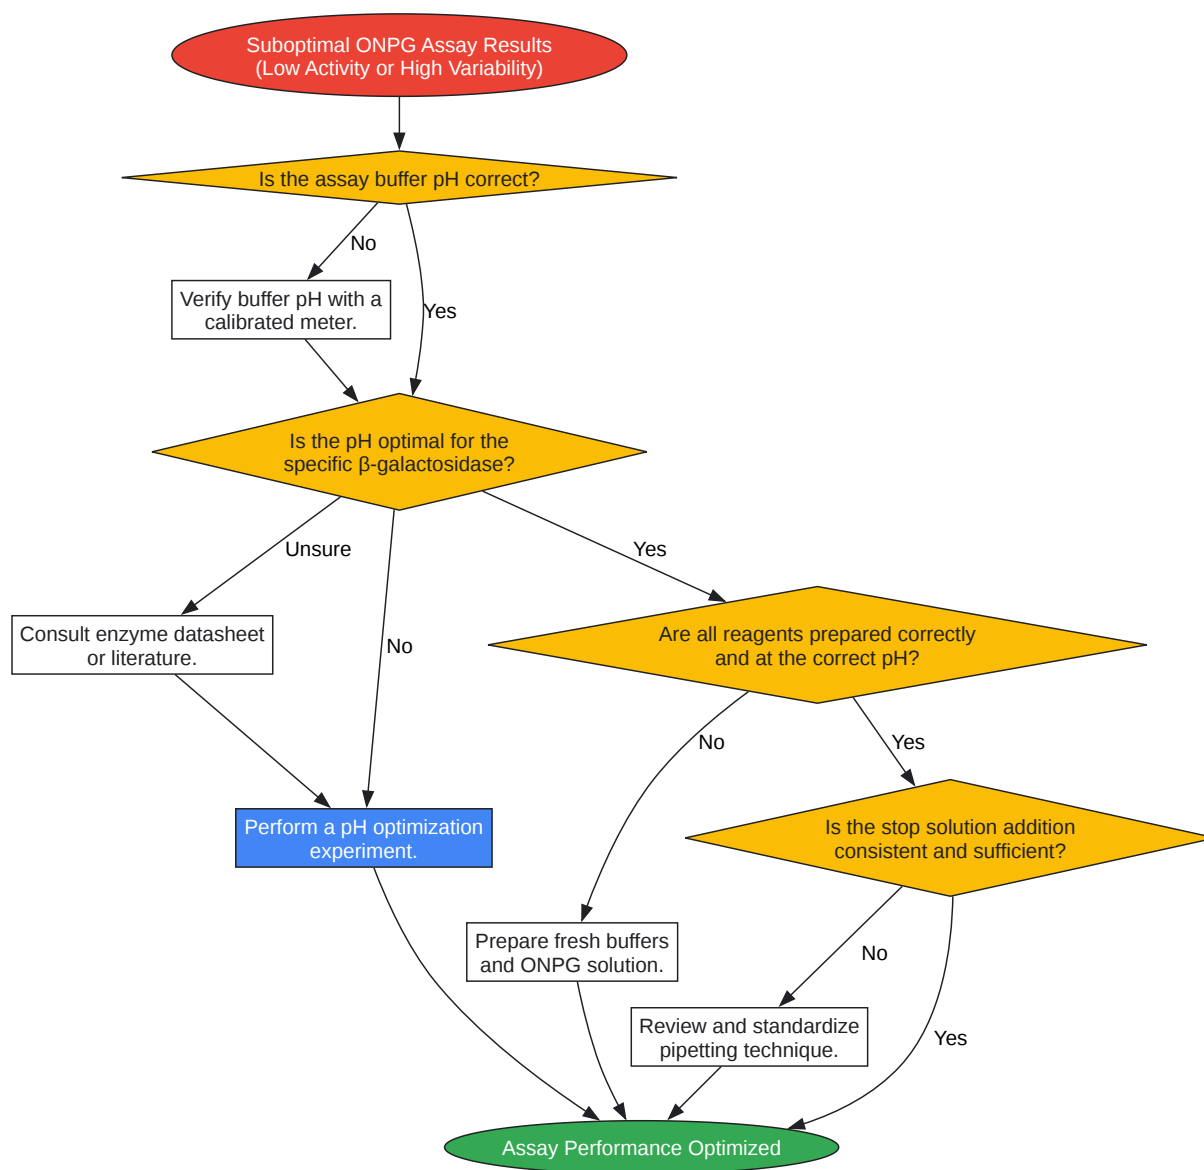 Suboptimal ONPG Assay Results
(Low Activity or High Variability)
Is the assay buffer pH correct?
No
Verify buffer pH with a
calibrated meter.
Yes
Is the pH optimal for the
specific β-galactosidase?
Unsure
Yes
Consult enzyme datasheet
or literature.
No
Are all reagents prepared correctly
and at the correct pH?
No
Yes
Perform a pH optimization
experiment.
Is the stop solution addition
consistent and sufficient?
Prepare fresh buffers
and ONPG solution.
No
Review and standardize
pipetting technique.
Yes
Assay Performance Optimized